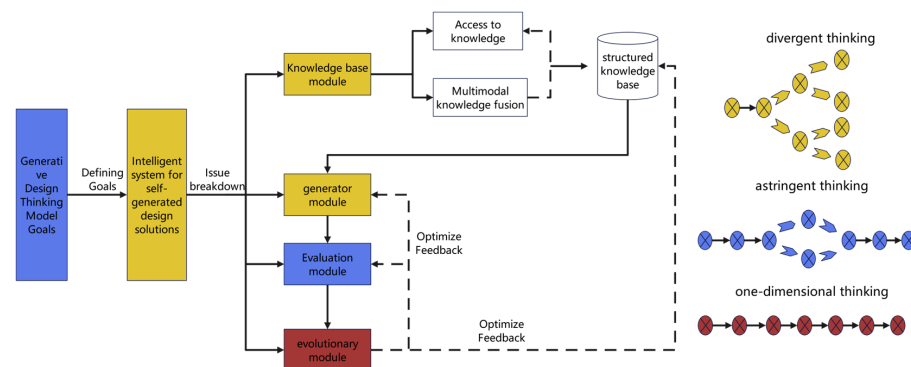 Generati
ve
Design
Thinking
Model
Goals
Defining
Goals
Intelligent
system for
self-
generated
design
solutions
Issue
breakdown
Knowledge base
module
Access to
knowledge
Multimodal
knowledge fusion
structured
knowledge
base
generator
module
Evaluation
module
evolutionary
module
Optimize
Feedback
Optimize
Feedback
divergent thinking
astringent thinking
one-dimensional thinking